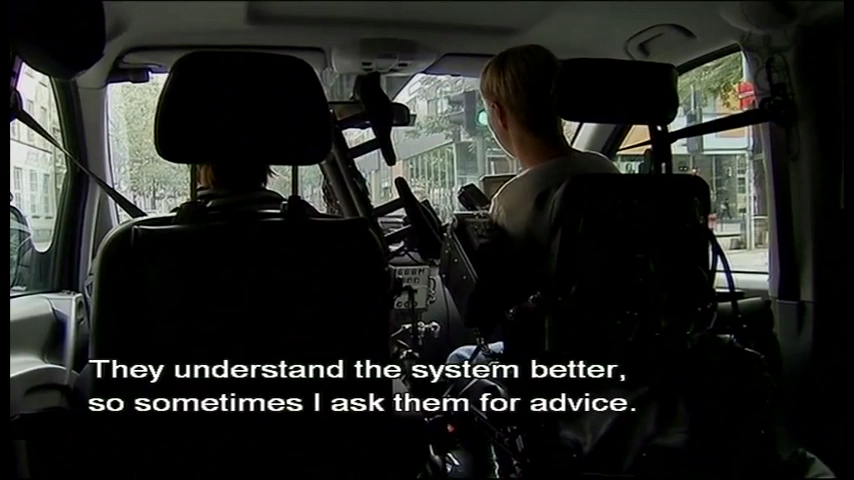 They understand the system better,
so sometimes I ask them for advice.